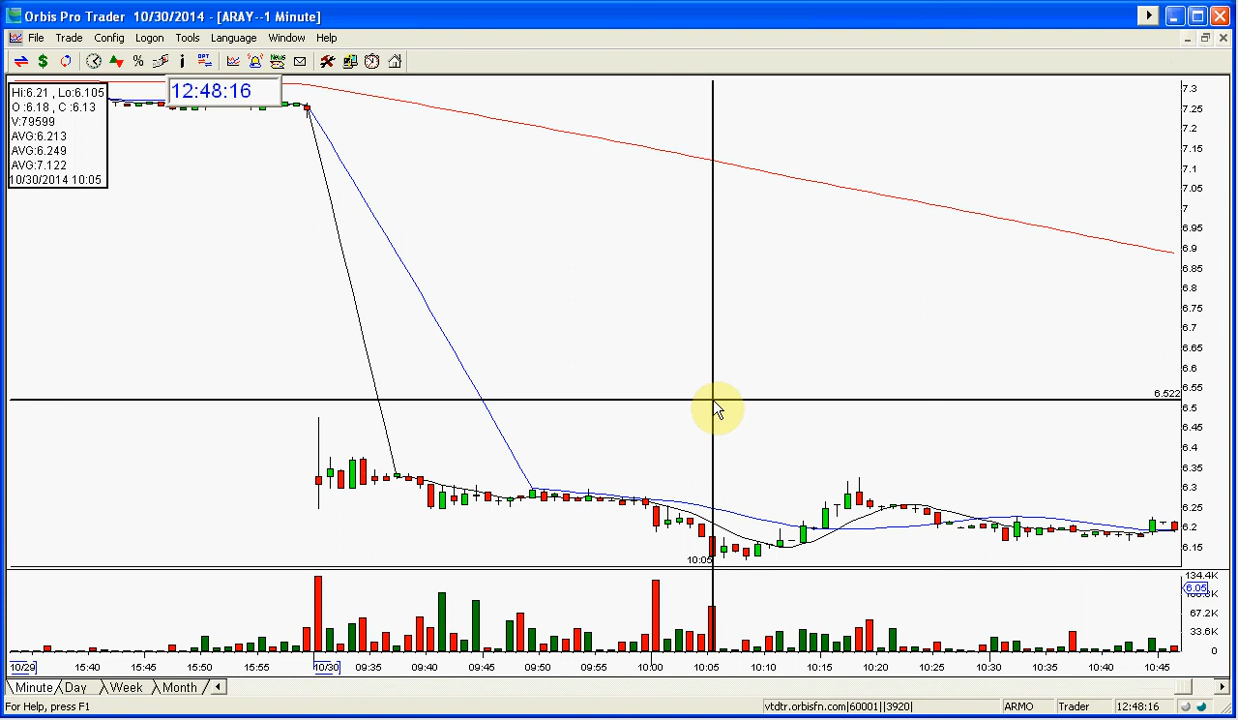 Orbis Pro Trader 10/30/2014 - [ARAY--1 Minute]
File Trade Config Logon Tools Language Window Help
12:48:16
Hi:6.21 , Lo:6.105
O :6.18 , C :6.13
V:79599
AVG:6.213
AVG:6.249
AVG:7.122
10/30/2014 10:05
7.3
7.25
7.2
7.15
7.1
7.05
7
6.95
6.9
6.85
6.8
6.75
6.7
6.65
6.6
6.55
6.522
6.5
6.45
6.4
6.35
6.3
6.25
6.2
6.15
10:05
134.4K
6.05
67.2K
33.6K
0
10/29 15:40 15:45 15:50 15:55 10/30 09:35 09:40 09:45 09:50 09:55 10:00 10:05 10:10 10:15 10:20 10:25 10:30 10:35 10:40 10:45
Minute Day Week Month
For Help, press F1 vtdtr.orbisfn.com|60001||3920| ARMO Trader 12:48:16